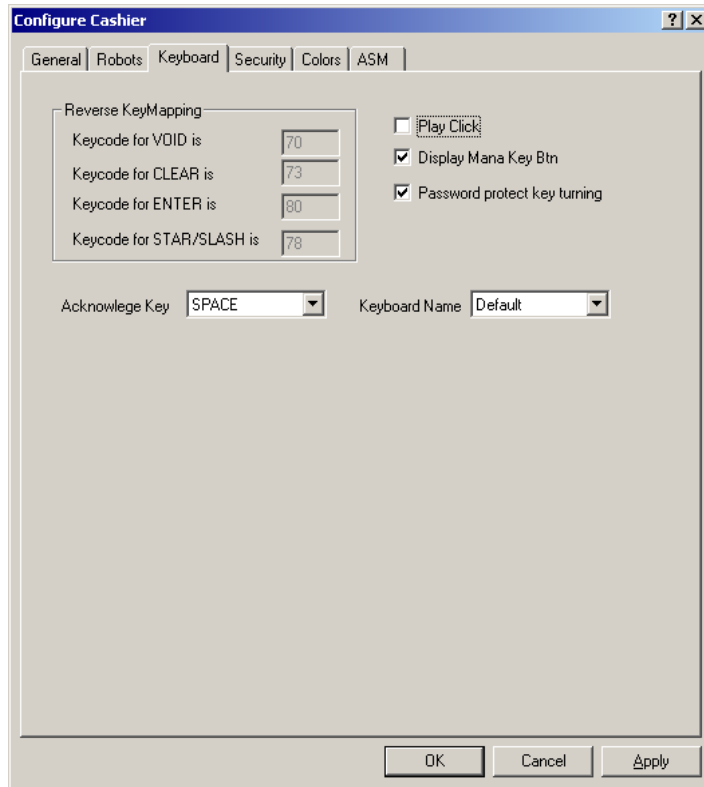 Configure Cashier
General Robots Keyboard Security Colors ASM
Reverse KeyMapping
Keycode for VOID is 70
Keycode for CLEAR is 73
Keycode for ENTER is 80
Keycode for STAR/SLASH is 78
Play Click
Display Mana Key Btn
Password protect key turning
Acknowlege Key SPACE Keyboard Name Default
OK Cancel Apply